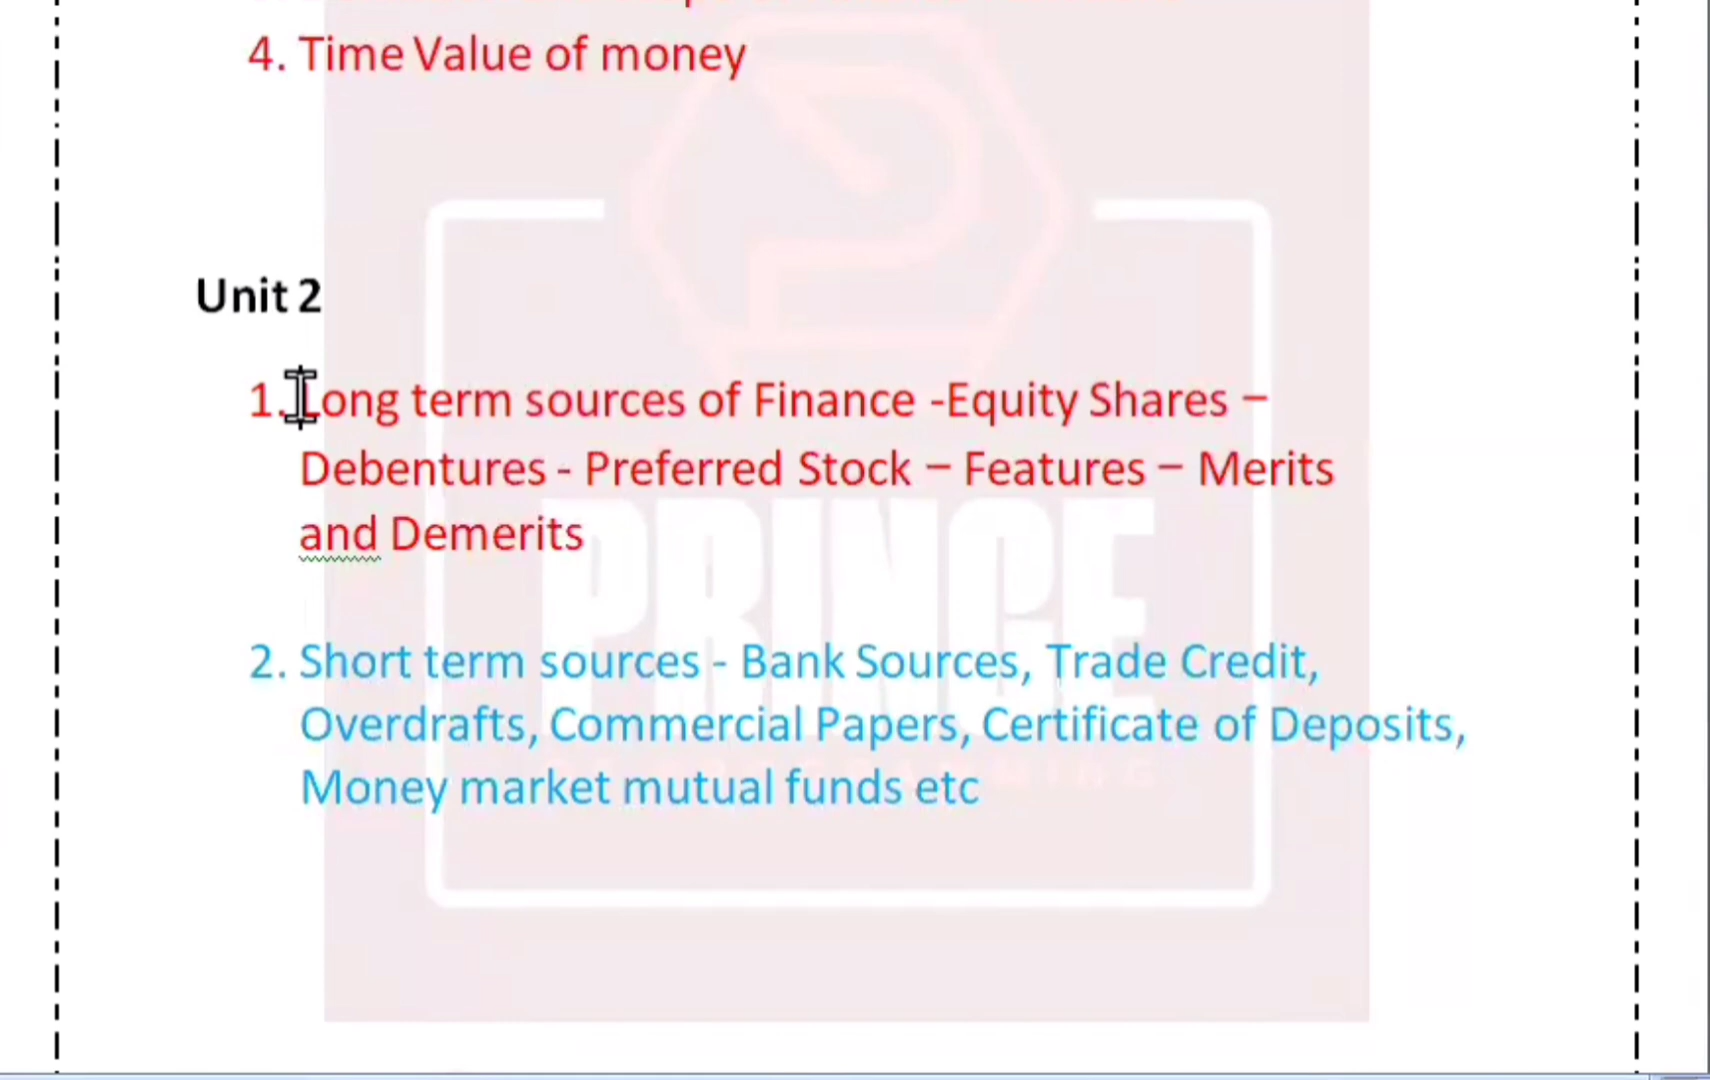 4. Time Value of money
Unit 2
1. Long term sources of Finance -Equity Shares –
Debentures - Preferred Stock – Features – Merits
and Demerits
PRINCE
2. Short term sources - Bank Sources, Trade Credit,
Overdrafts, Commercial Papers, Certificate of Deposits,
Money market mutual funds etc